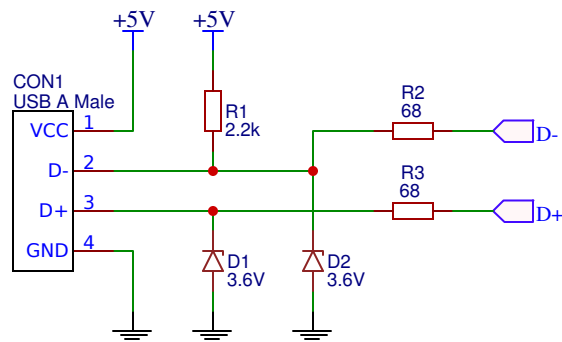 +5V
+5V
CON1
USB A Male
VCC
1
D-
2
D+
3
GND
4
R1
2.2k
R2
68
D-
R3
68
D+
D1
3.6V
D2
3.6V